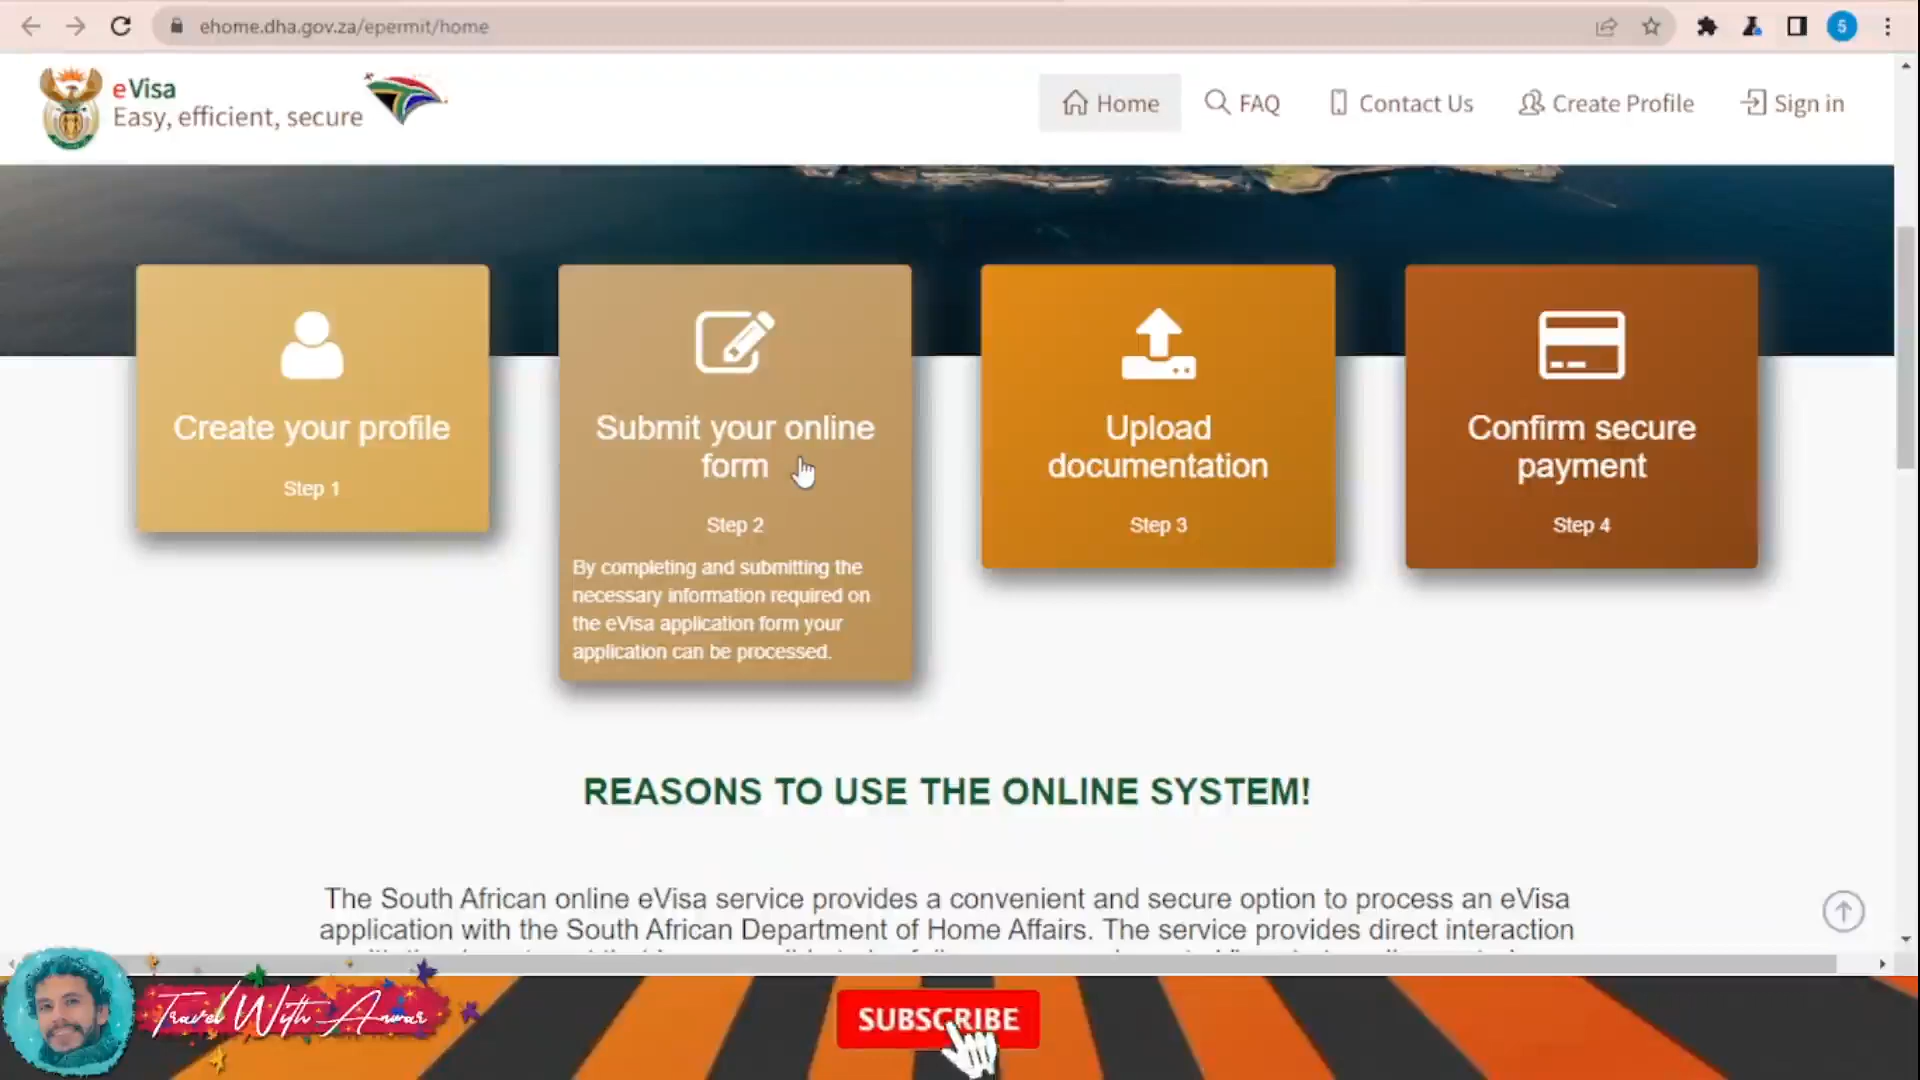 ehome.dha.gov.za/epermit/home
5
eVisa
Easy, efficient, secure
Home
FAQ
Contact Us
Create Profile
Sign in
Create your profile
Step 1
Submit your online
form
Step 2
By completing and submitting the
necessary information required on
the eVisa application form your
application can be processed.
Upload
documentation
Step 3
Confirm secure
payment
Step 4
REASONS TO USE THE ONLINE SYSTEM!
The South African online eVisa service provides a convenient and secure option to process an eVisa
application with the South African Department of Home Affairs. The service provides direct interaction
Travel With Anwar
SUBSCRIBE